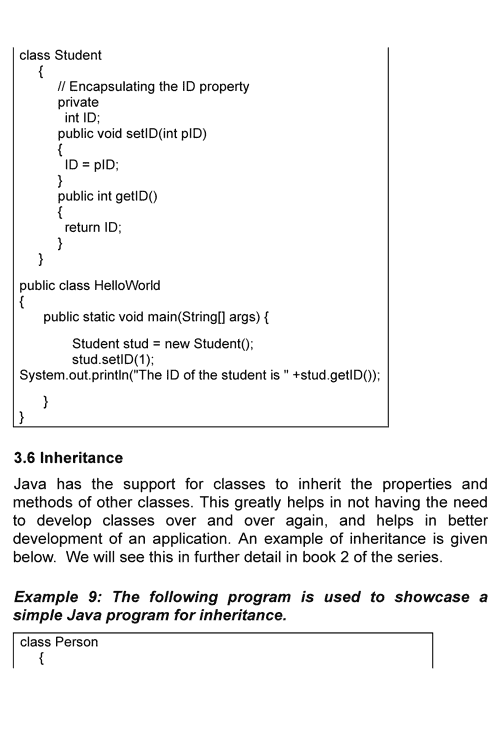 class Student
{
// Encapsulating the ID property
private
int ID;
public void setID(int pID)
{
ID = pID;
}
public int getID()
{
return ID;
}
}
public class HelloWorld
{
public static void main(String[] args) {
Student stud = new Student();
stud.setID(1);
System.out.println("The ID of the student is " +stud.getID());
}
}
3.6 Inheritance
Java has the support for classes to inherit the properties and
methods of other classes. This greatly helps in not having the need
to develop classes over and over again, and helps in better
development of an application. An example of inheritance is given
below. We will see this in further detail in book 2 of the series.
Example 9: The following program is used to showcase a
simple Java program for inheritance.
class Person
{